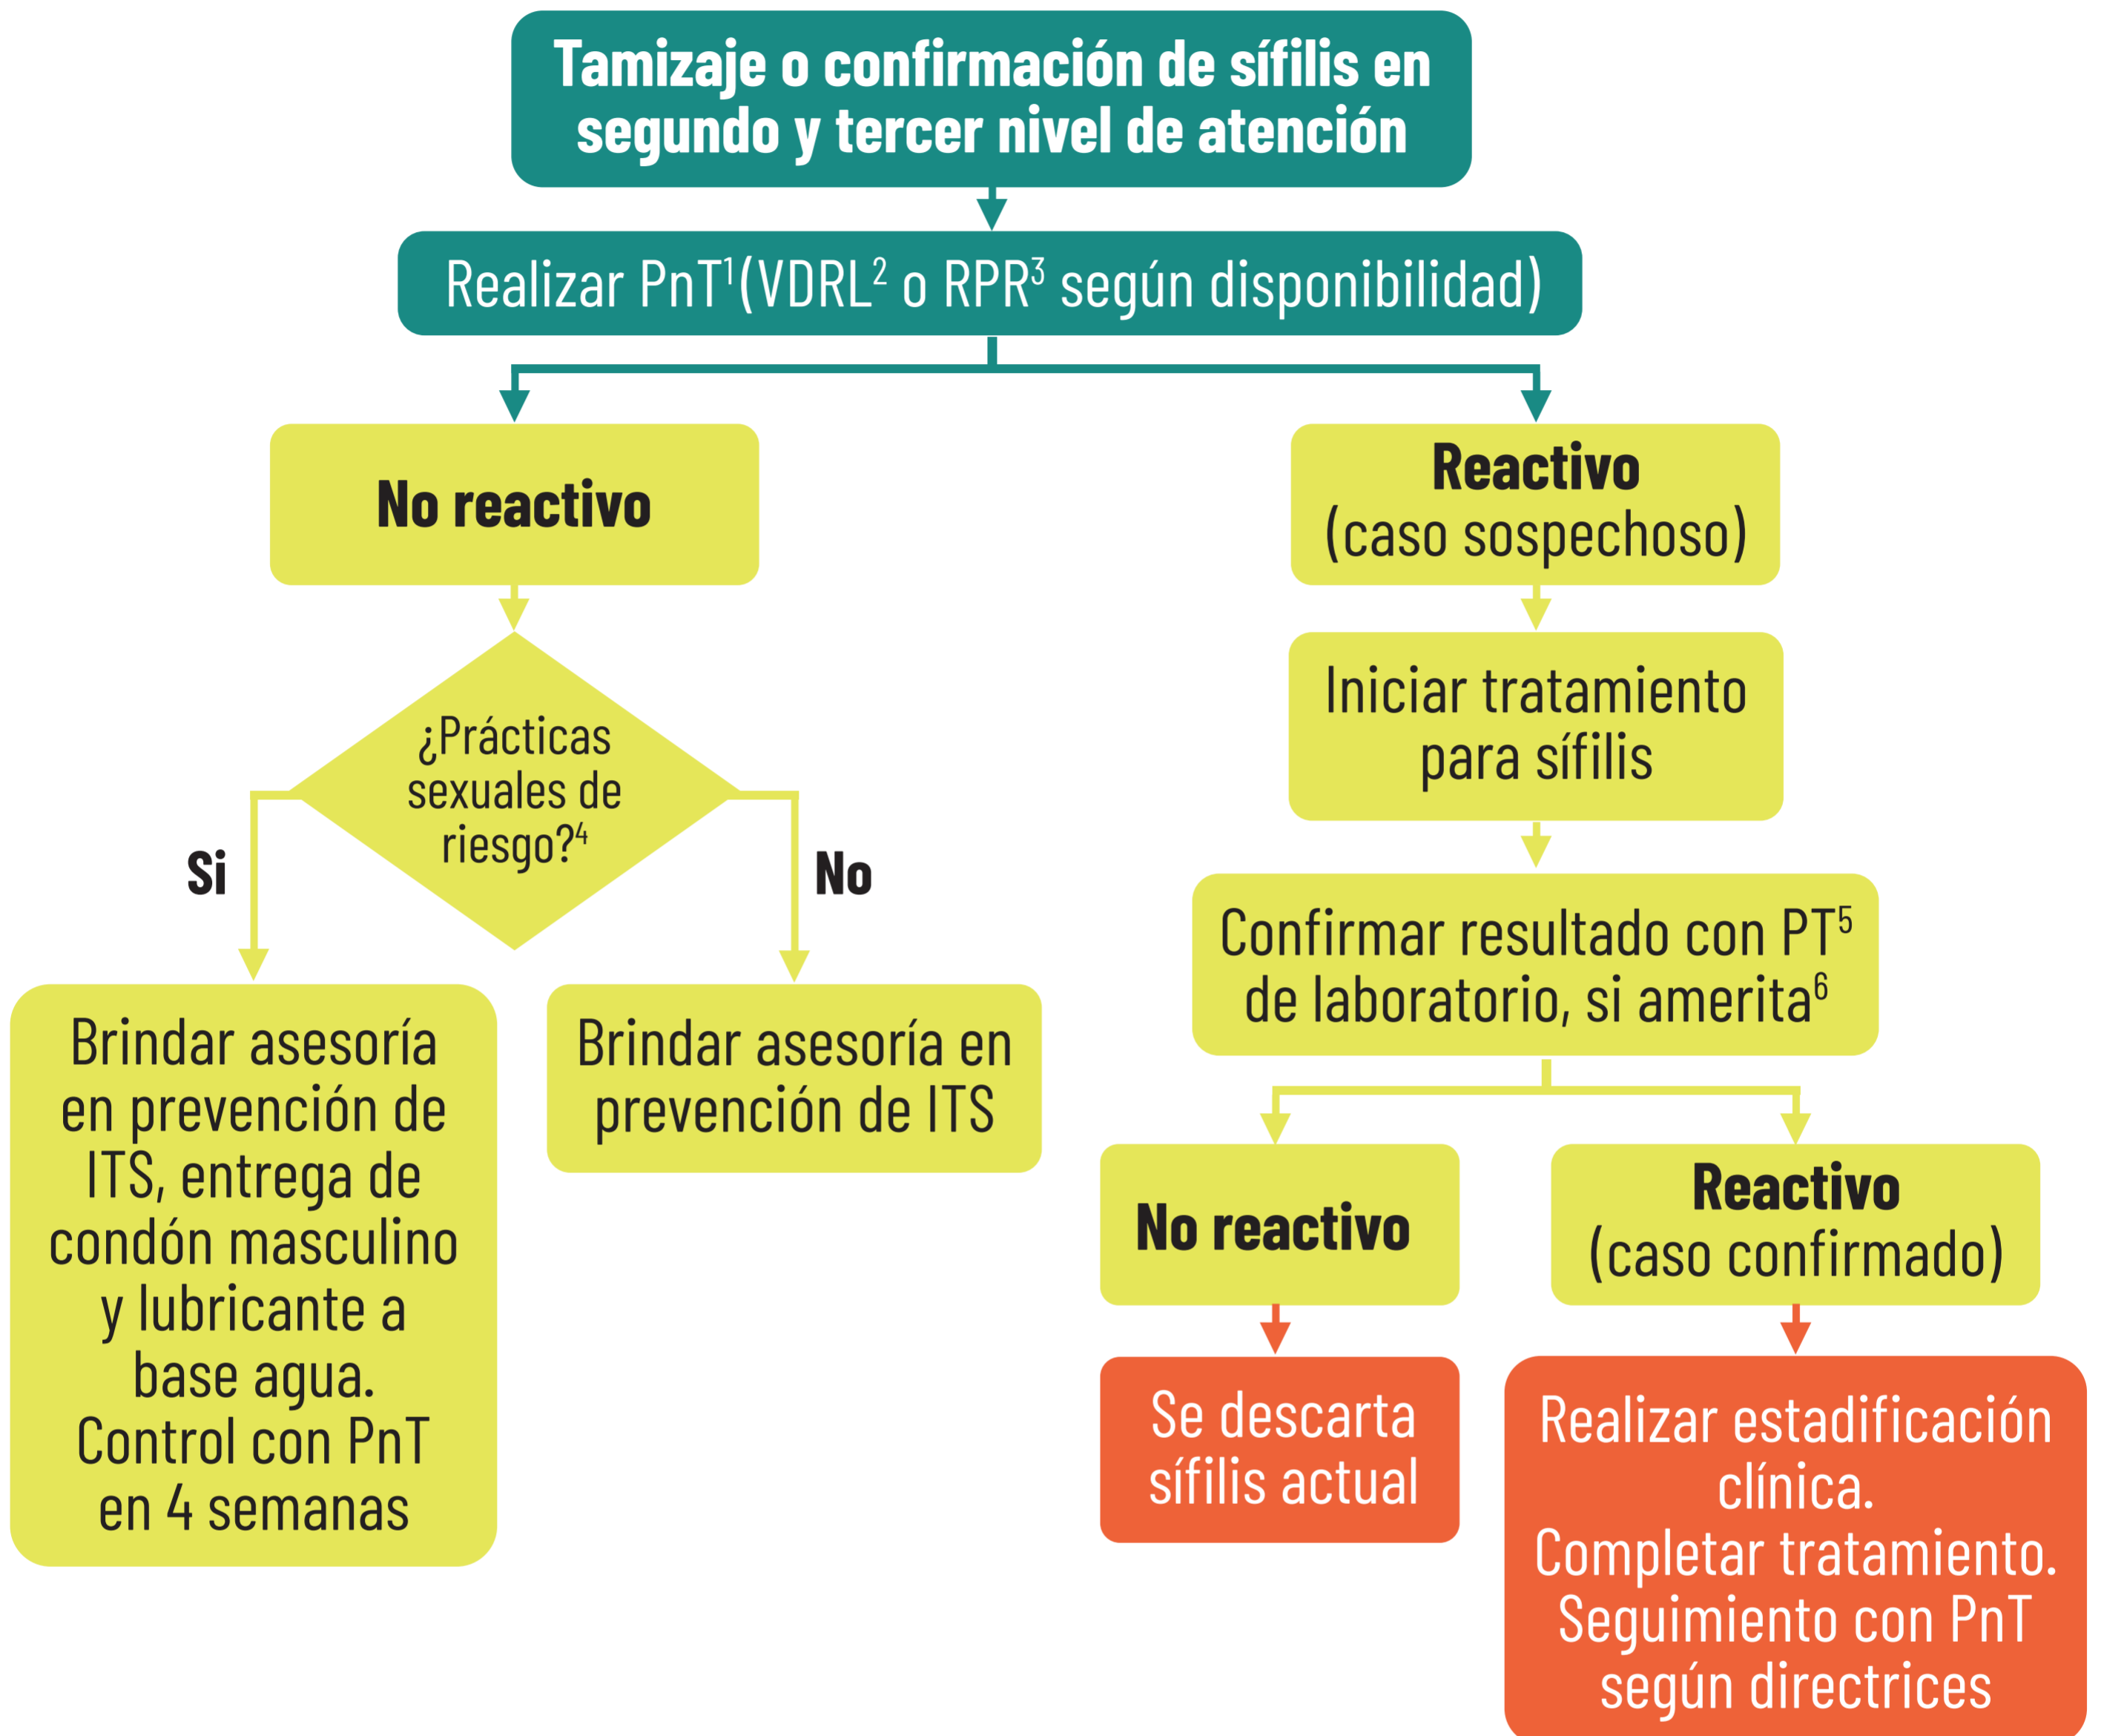 Tamizaje o confirmación de sífilis en
segundo y tercer nivel de atención
Realizar PnT¹(VDRL² o RPR³ según disponibilidad)
No reactivo
Reactivo
(caso sospechoso)
¿Prácticas
sexuales de
riesgo?⁴
Si
No
Iniciar tratamiento
para sífilis
Confirmar resultado con PT⁵
de laboratorio, si amerita⁶
Brindar asesoría
en prevención de
ITS, entrega de
condón masculino
y lubricante a
base agua.
Control con PnT
en 4 semanas
Brindar asesoría en
prevención de ITS
No reactivo
Reactivo
(caso confirmado)
Se descarta
sífilis actual
Realizar estadificación
clínica.
Completar tratamiento.
Seguimiento con PnT
según directrices